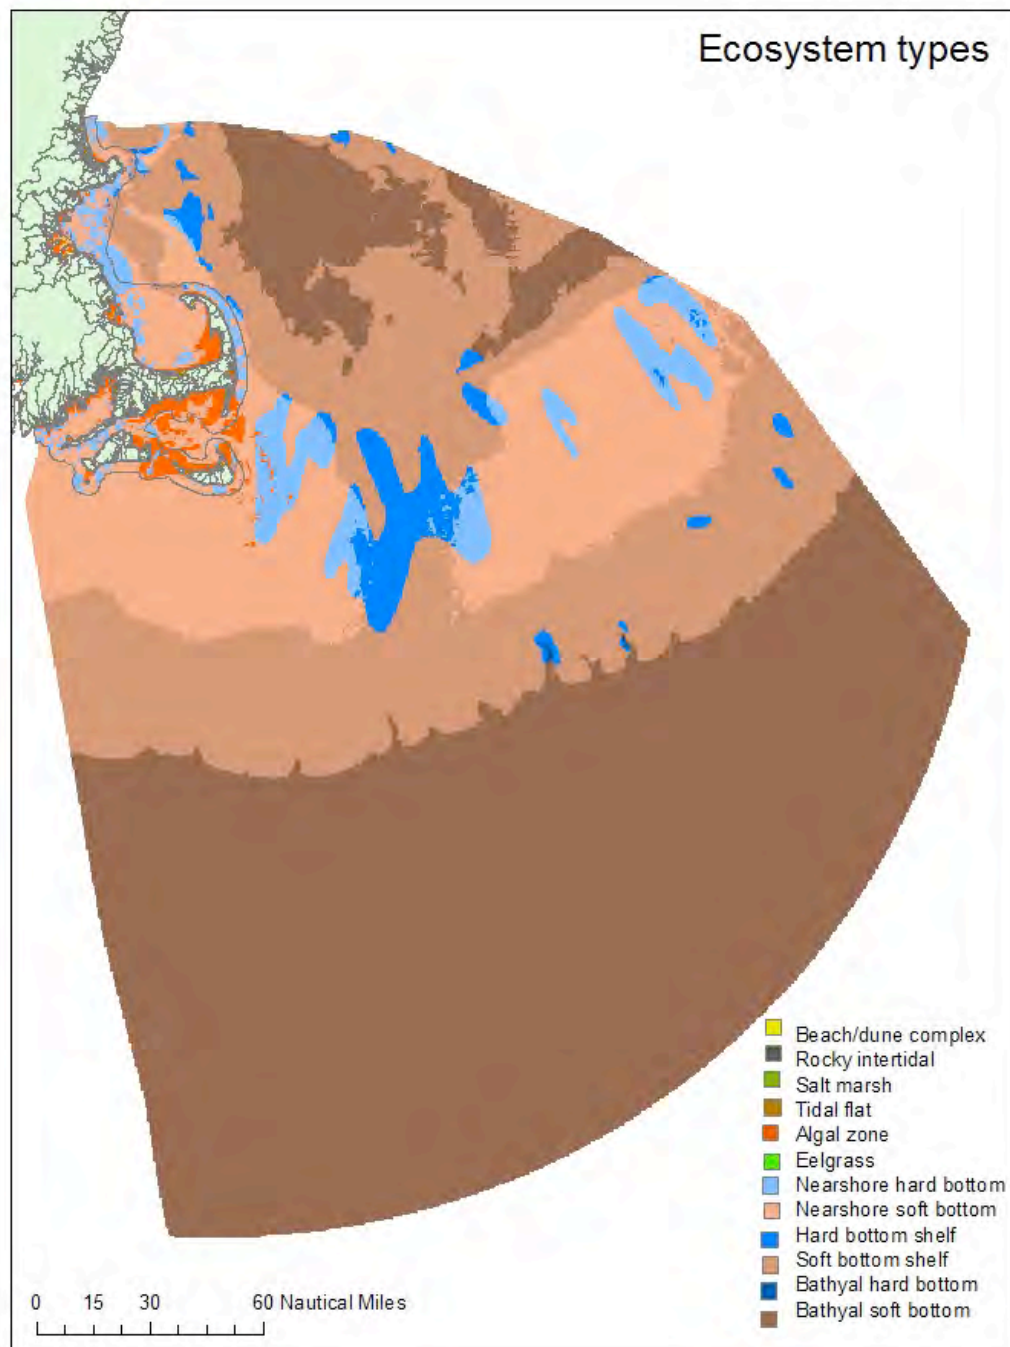 Ecosystem types
Beach/dune complex
Rocky intertidal
Salt marsh
Tidal flat
Algal zone
Eelgrass
Nearshore hard bottom
Nearshore soft bottom
Hard bottom shelf
Soft bottom shelf
Bathyal hard bottom
Bathyal soft bottom
0 15 30 60 Nautical Miles